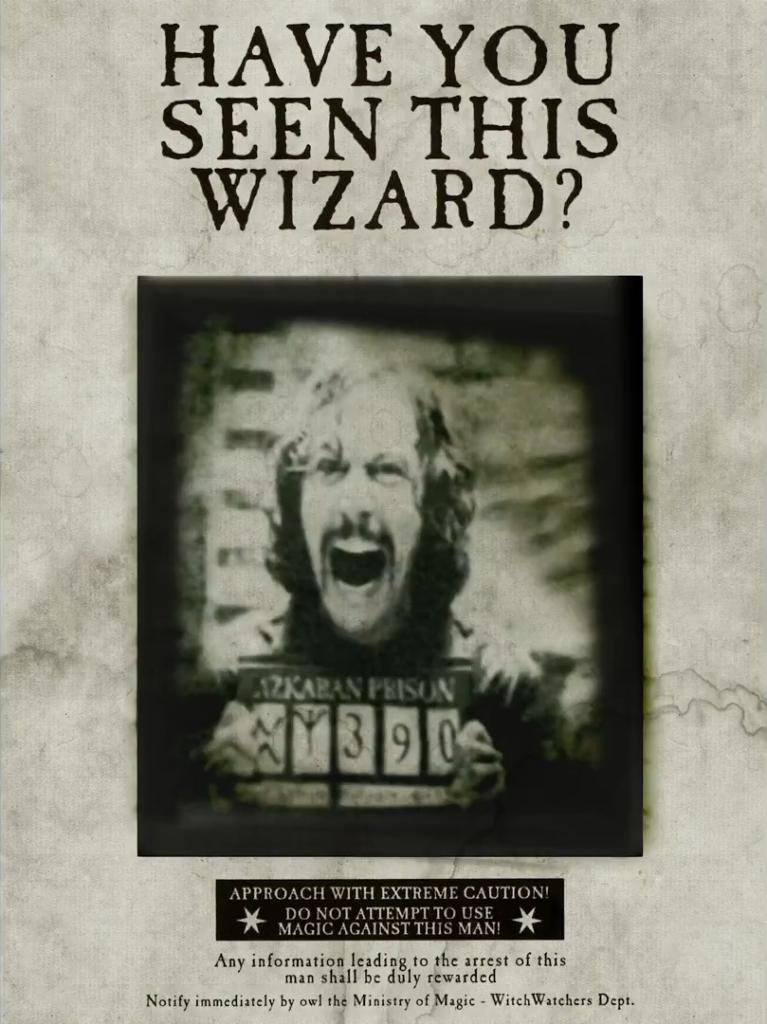 HAVE YOU
SEEN THIS
WIZARD?
AZKABAN PRISON
390
APPROACH WITH EXTREME CAUTION!
DO NOT ATTEMPT TO USE
MAGIC AGAINST THIS MAN!
Any information leading to the arrest of this
man shall be duly rewarded
Notify immediately by owl the Ministry of Magic - WitchWatchers Dept.